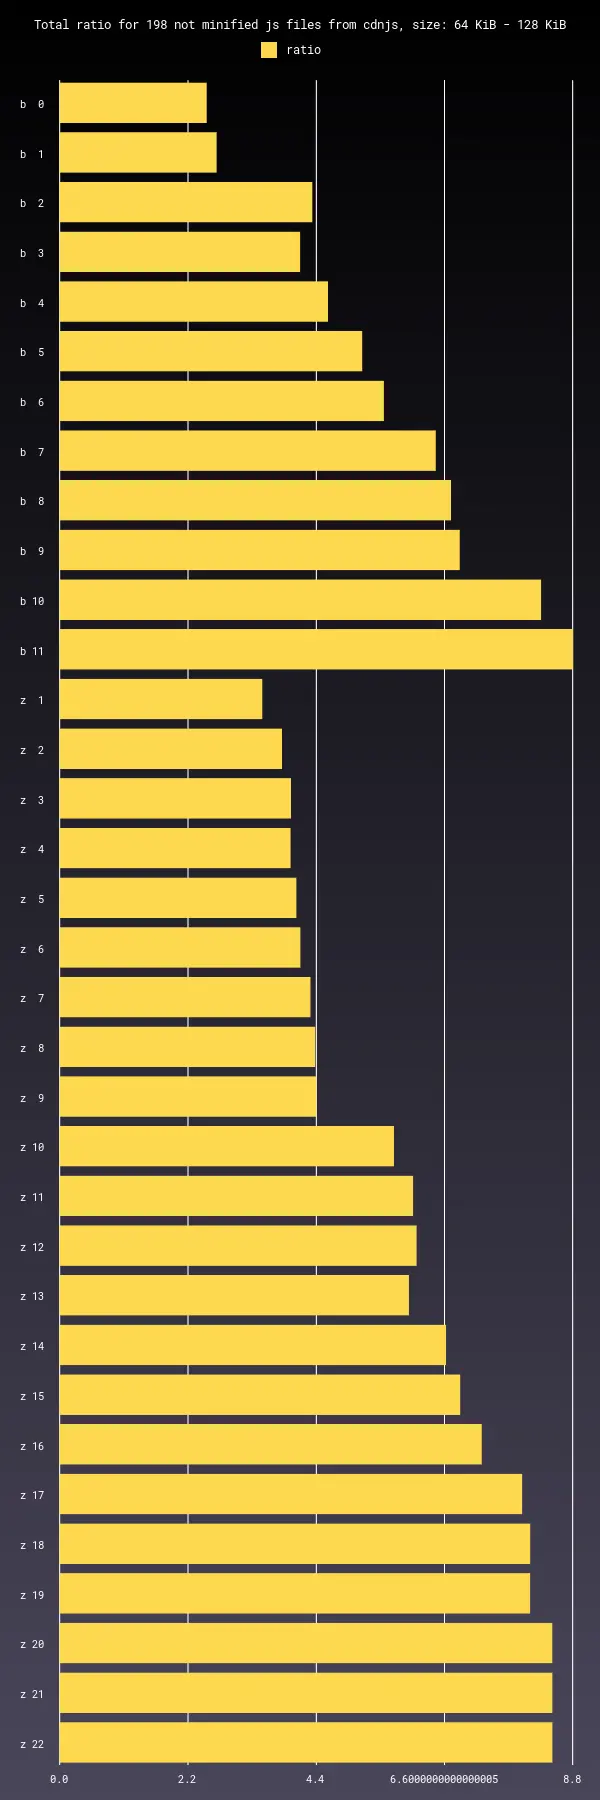 Total ratio for 198 not minified js files from cdnjs, size: 64 KiB - 128 KiB
ratio
b  0
b  1
b  2
b  3
b  4
b  5
b  6
b  7
b  8
b  9
b 10
b 11
z  1
z  2
z  3
z  4
z  5
z  6
z  7
z  8
z  9
z 10
z 11
z 12
z 13
z 14
z 15
z 16
z 17
z 18
z 19
z 20
z 21
z 22
0.0 2.2 4.4 6.6000000000000005 8.8